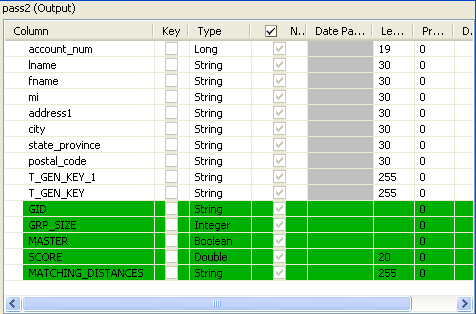 pass2 (Output)
Column Key Type N.. Date Pa... Le... Pr... D.
account_num Long 19 0
lname String 30 0
fname String 30 0
mi String 30 0
address1 String 30 0
city String 30 0
state_province String 30 0
postal_code String 30 0
T_GEN_KEY_1 String 255 0
T_GEN_KEY String 255 0
GID String 0
GRP_SIZE Integer 0
MASTER Boolean 0
SCORE Double 20 0
MATCHING_DISTANCES String 255 0